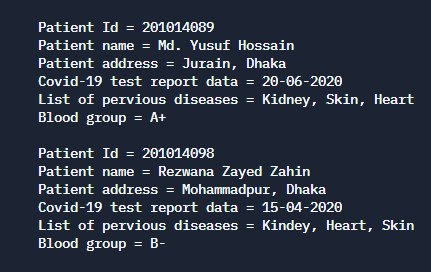 Patient Id = 201014089
Patient name = Md. Yusuf Hossain
Patient address = Jurain, Dhaka
Covid-19 test report data = 20-06-2020
List of pervious diseases = Kidney, Skin, Heart
Blood group = A+

Patient Id = 201014098
Patient name = Rezwana Zayed Zahin
Patient address = Mohammadpur, Dhaka
Covid-19 test report data = 15-04-2020
List of pervious diseases = Kindey, Heart, Skin
Blood group = B-